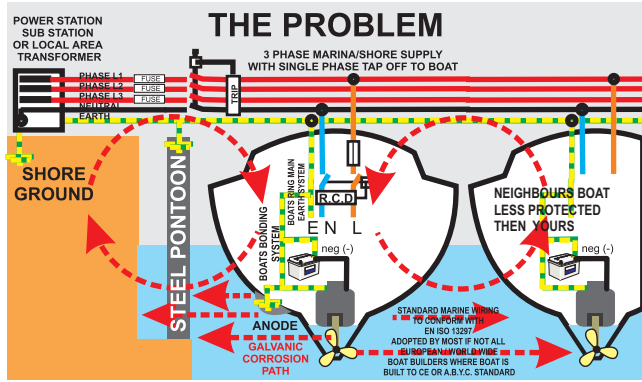 THE PROBLEM
POWER STATION
SUB STATION
OR LOCAL AREA
TRANSFORMER
3 PHASE MARINA/SHORE SUPPLY
WITH SINGLE PHASE TAP OFF TO BOAT
PHASE L1
FUSE
PHASE L2
FUSE
PHASE L3
FUSE
NEUTRAL
EARTH
TRIP
SHORE
GROUND
STEEL PONTOON
BOATS BONDING
SYSTEM
BOATS RING MAIN
EARTH SYSTEM
R.C.D
E N L
neg (-)
NEIGHBOURS BOAT
LESS PROTECTED
THEN YOURS
neg (-)
ANODE
GALVANIC
CORROSION
PATH
STANDARD MARINE WIRING
TO CONFORM WITH
EN ISO 13297
ADOPTED BY MOST IF NOT ALL
EUROPEAN / WORLD WIDE
BOAT BUILDERS WHERE BOAT IS
BUILT TO CE OR A.B.Y.C. STANDARD